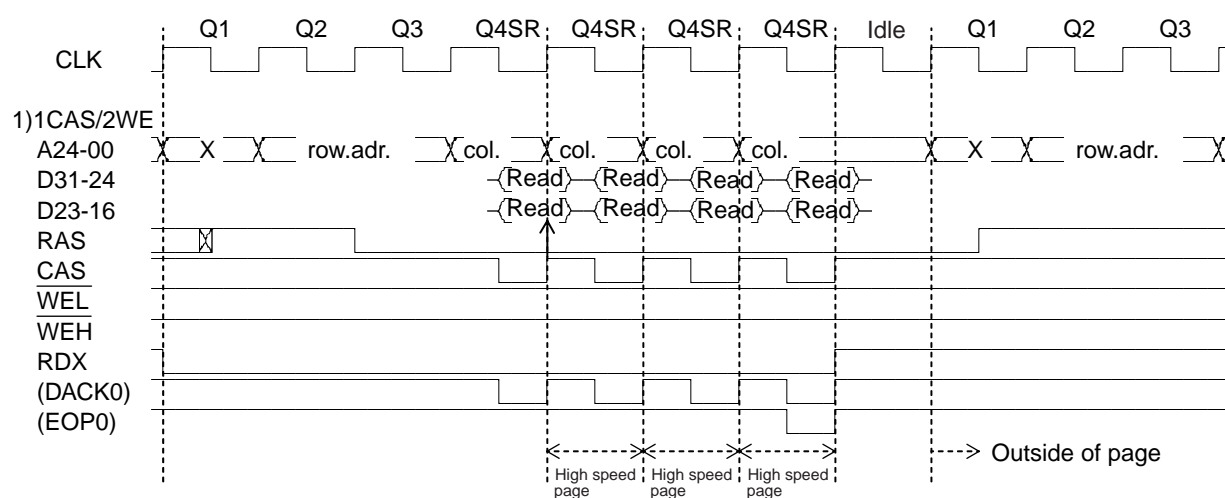 Q1 Q2 Q3 Q4SR Q4SR Q4SR Q4SR Idle Q1 Q2 Q3
CLK
1)1CAS/2WE
A24-00 X row.adr. col. col. col. col. X row.adr.
D31-24 Read Read Read Read
D23-16 Read Read Read Read
RAS
CAS
WEL
WEH
RDX
(DACK0)
(EOP0)
Outside of page
High speed page High speed page High speed page